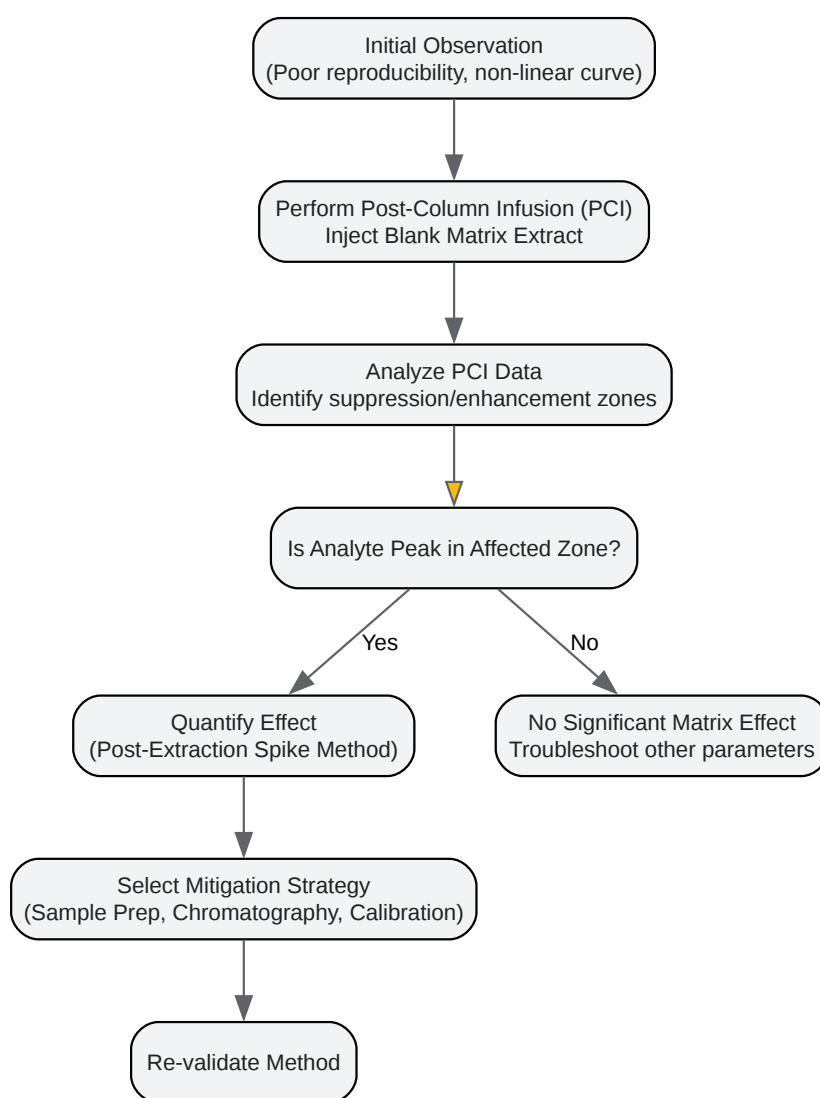 Initial Observation
(Poor reproducibility, non-linear curve)
Perform Post-Column Infusion (PCI)
Inject Blank Matrix Extract
Analyze PCI Data
Identify suppression/enhancement zones
Is Analyte Peak in Affected Zone?
Yes
No
Quantify Effect
(Post-Extraction Spike Method)
No Significant Matrix Effect
Troubleshoot other parameters
Select Mitigation Strategy
(Sample Prep, Chromatography, Calibration)
Re-validate Method